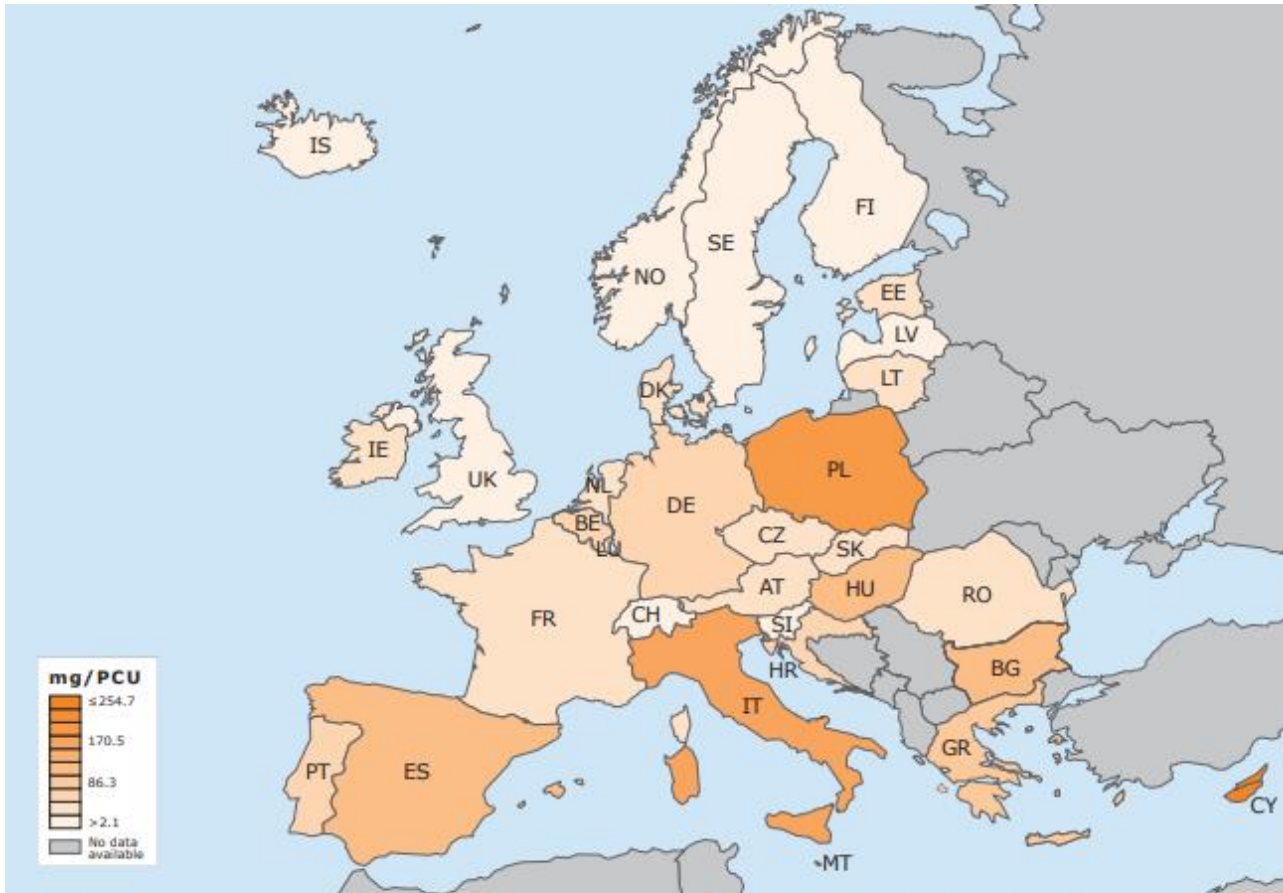 IS
FI
SE
NO
EE
LV
LT
DK
IE
UK
NL
PL
DE
BE
LU
CZ
SK
AT
HU
RO
FR
CH
SI
HR
BG
IT
PT
ES
GR
CY
MT
mg/PCU
≤254.7
170.5
86.3
>2.1
No data
available